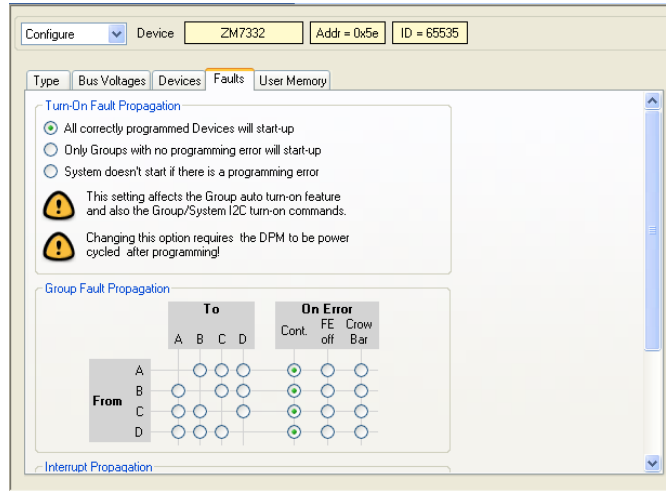 Configure Device ZM7332 Addr = 0x5e ID = 65535
Type Bus Voltages Devices Faults User Memory
Turn-On Fault Propagation
All correctly programmed Devices will start-up
Only Groups with no programming error will start-up
System doesn't start if there is a programming error
This setting affects the Group auto turn-on feature
and also the Group/System I2C turn-on commands.
Changing this option requires the DPM to be power
cycled after programming!
Group Fault Propagation
To On Error
A B C D Cont. FE off Crow Bar
A
B
From
C
D
Interrupt Propagation